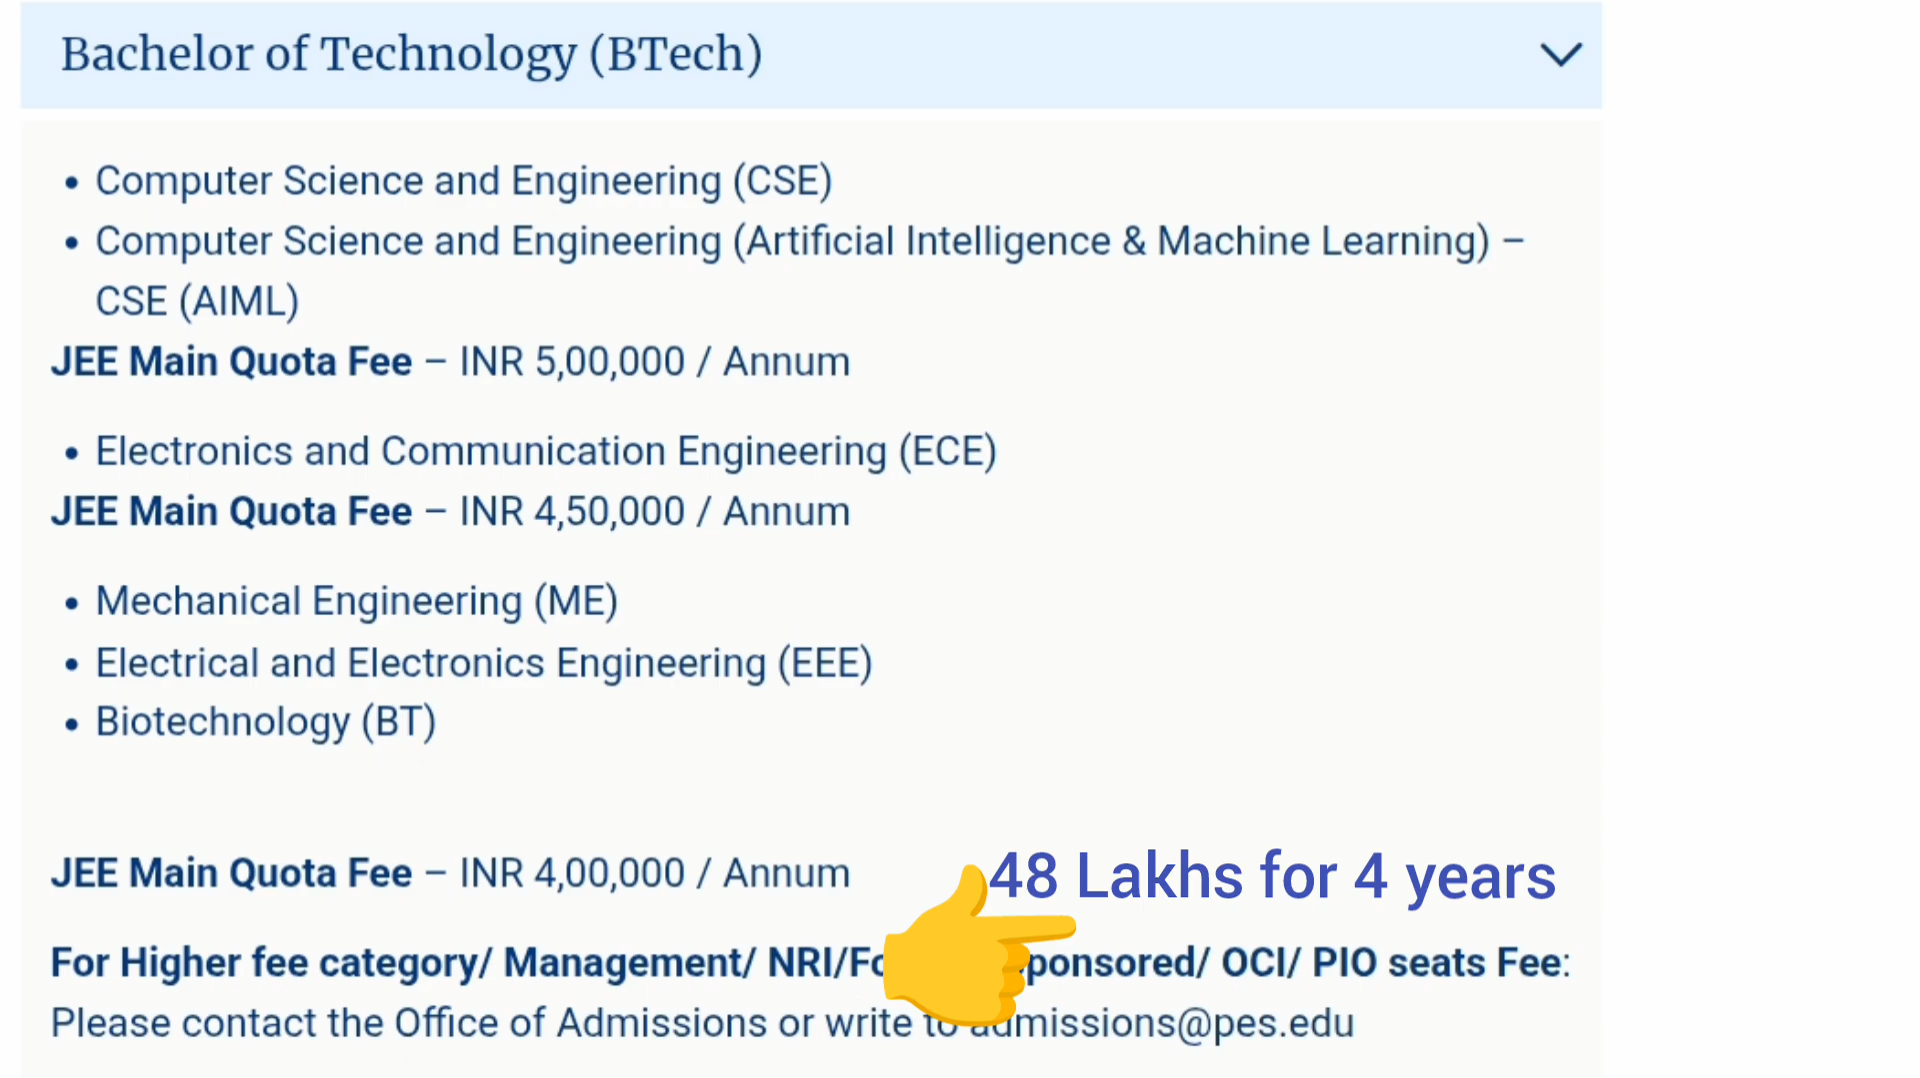 Bachelor of Technology (BTech)
• Computer Science and Engineering (CSE)
• Computer Science and Engineering (Artificial Intelligence & Machine Learning) –
CSE (AIML)
JEE Main Quota Fee – INR 5,00,000 / Annum
• Electronics and Communication Engineering (ECE)
JEE Main Quota Fee – INR 4,50,000 / Annum
• Mechanical Engineering (ME)
• Electrical and Electronics Engineering (EEE)
• Biotechnology (BT)
JEE Main Quota Fee – INR 4,00,000 / Annum
48 Lakhs for 4 years
For Higher fee category/ Management/ NRI/ OCI/ PIO seats Fee:
Please contact the Office of Admissions or write to admissions@pes.edu